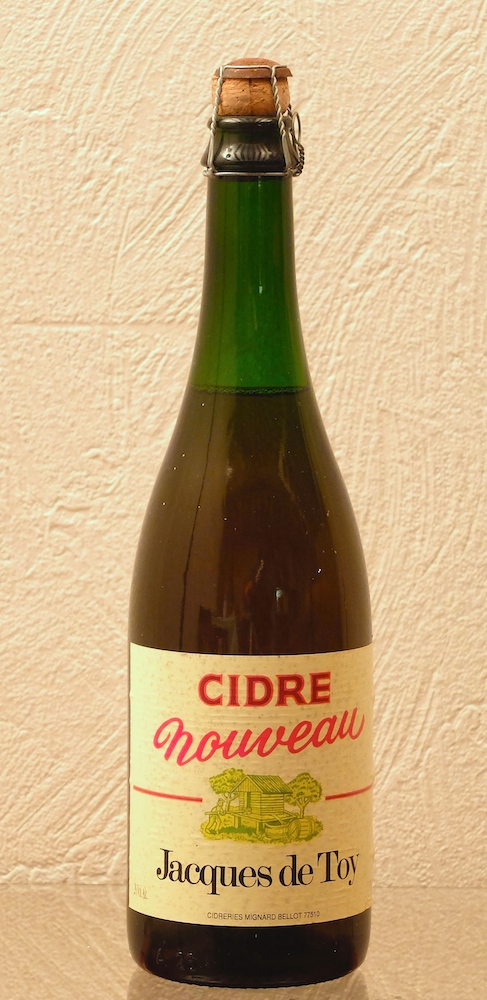 CIDRE
nouveau
Jacques de Toy
CIDRERIES MIGNARD BELLOT 77510